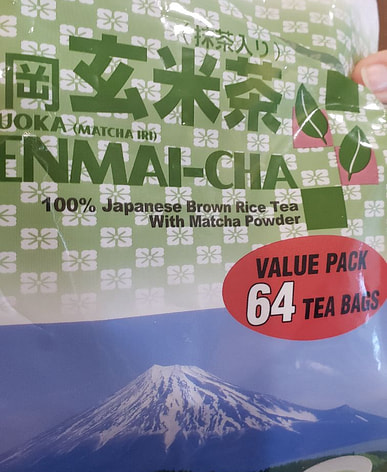 (抹茶入り)
岡玄米茶
UOKA (MATCHA IRI)
ENMAI-CHA
100% Japanese Brown Rice Tea
With Matcha Powder
VALUE PACK
64 TEA BAGS